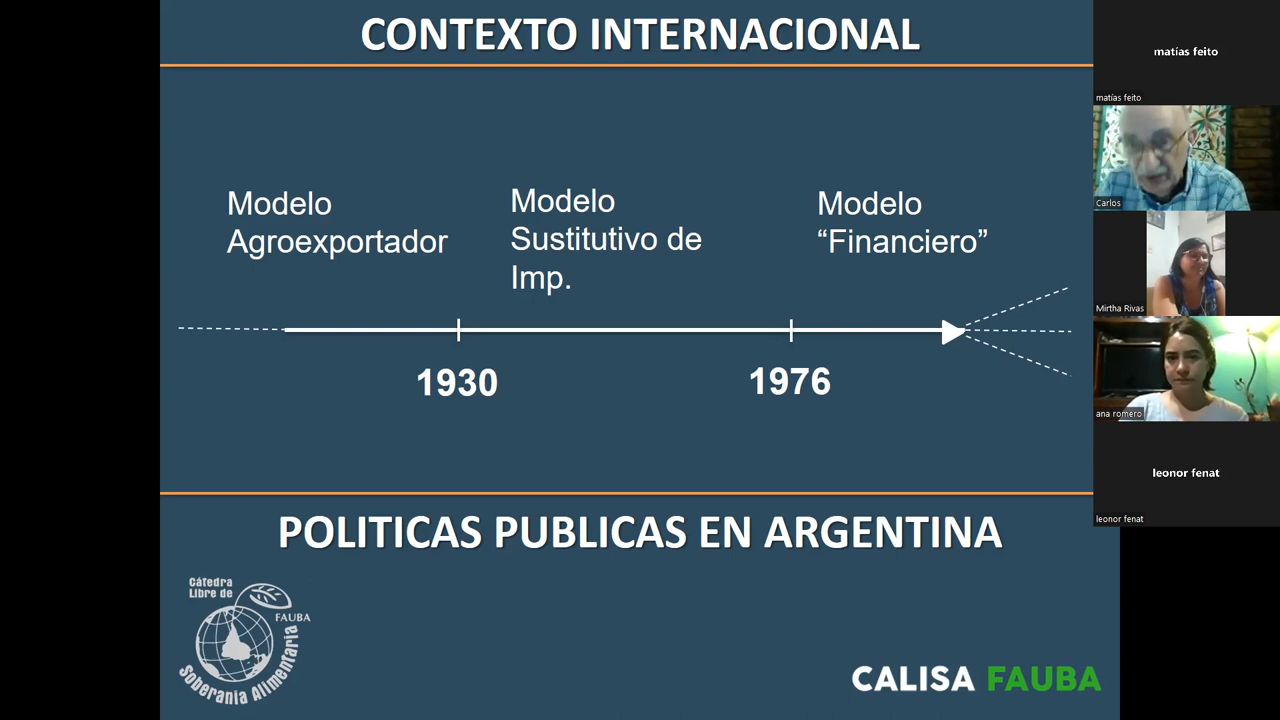 CONTEXTO INTERNACIONAL
Modelo
Agroexportador
Modelo
Sustitutivo de
Imp.
Modelo
“Financiero”
1930
1976
POLITICAS PUBLICAS EN ARGENTINA
Cátedra
Libre de
FAUBA
Soberanía Alimentaria
CALISA FAUBA
matías feito
matías feito
Carlos
Mirtha Rivas
ana romero
leonor fenat
leonor fenat